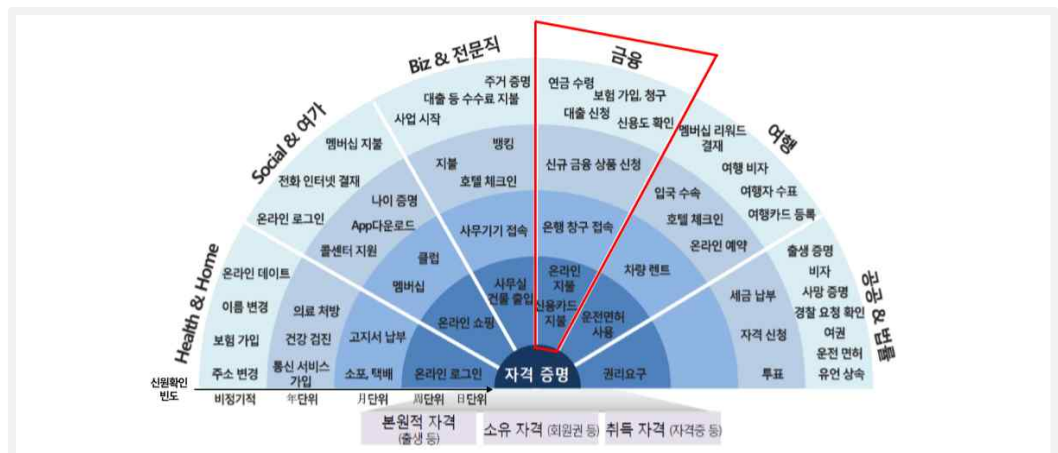 Biz & 전문직
금융
Social & 여가
여행
Health & Home
공공 & 법률
주거 증명
대출 등 수수료 지불
사업 시작
연금 수령
보험 가입, 청구
대출 신청
신용도 확인
멤버십 지불
전화 인터넷 결재
온라인 로그인
멤버십 리워드
결재
여행 비자
여행자 수표
여행카드 등록
뱅킹
지불
호텔 체크인
신규 금융 상품 신청
나이 증명
App다운로드
콜센터 지원
입국 수속
호텔 체크인
온라인 예약
사무기기 접속
은행 창구 접속
클럽
멤버십
차량 렌트
사무실
건물 출입
온라인
지불
신용카드
지불
운전면허
사용
온라인 쇼핑
온라인 데이트
이름 변경
보험 가입
주소 변경
의료 처방
건강 검진
통신 서비스
가입
고지서 납부
소포, 택배
온라인 로그인
자격 증명
권리요구
세금 납부
자격 신청
투표
출생 증명
비자
사망 증명
경찰 요청 확인
여권
운전 면허
유언 상속
신원확인
빈도
비정기적
年단위
月단위
周단위
日단위
본원적 자격
(출생 등)
소유 자격 (회원권 등)
취득 자격 (자격증 등)